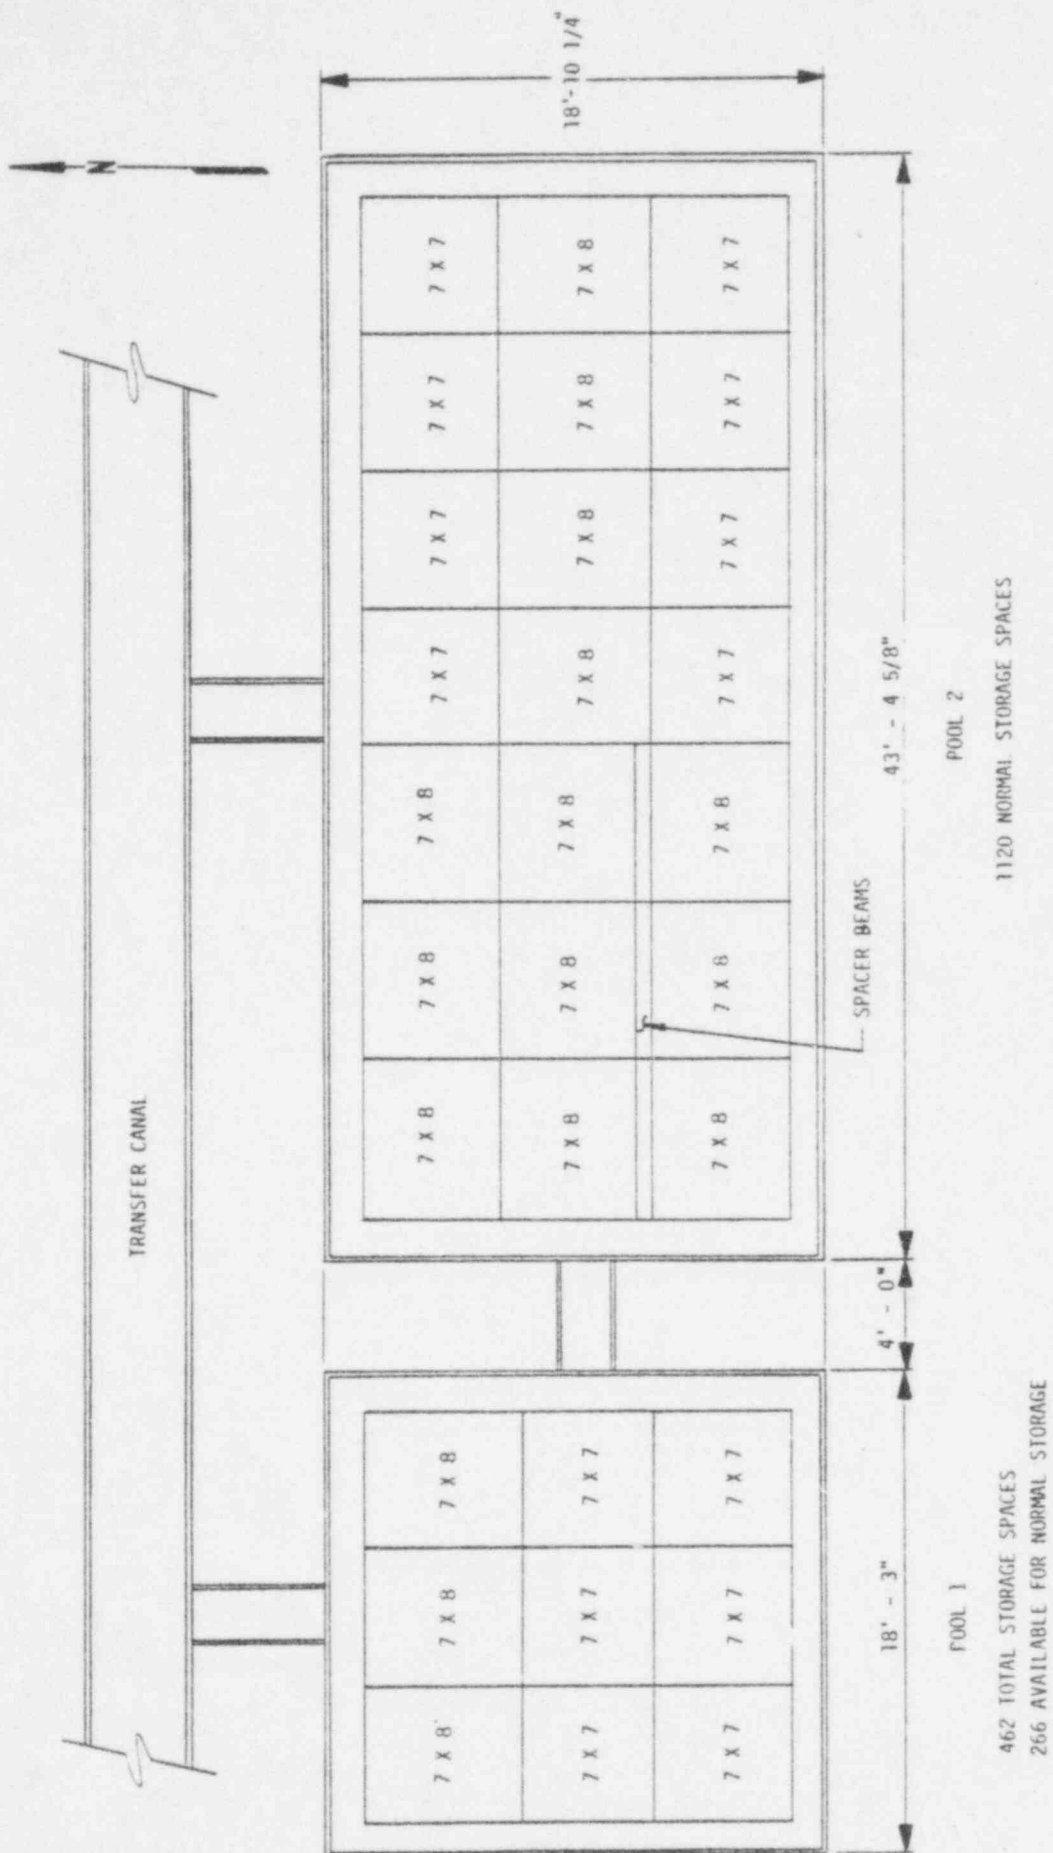 N
TRANSFER CANAL
7 X 8 7 X 8 7 X 8 7 X 8 7 X 8 7 X 8 7 X 7 7 X 7 7 X 7 7 X 7
7 X 7 7 X 7 7 X 7 7 X 8 7 X 8 7 X 8 7 X 8 7 X 8 7 X 8 7 X 8
7 X 7 7 X 7 7 X 7 7 X 8 7 X 8 7 X 8 7 X 7 7 X 7 7 X 7 7 X 7
18'-10 1/4"
SPACER BEAMS
18' - 3" 4' - 0" 43' - 4 5/8"
POOL 1
462 TOTAL STORAGE SPACES
266 AVAILABLE FOR NORMAL STORAGE
POOL 2
1120 NORMAL STORAGE SPACES